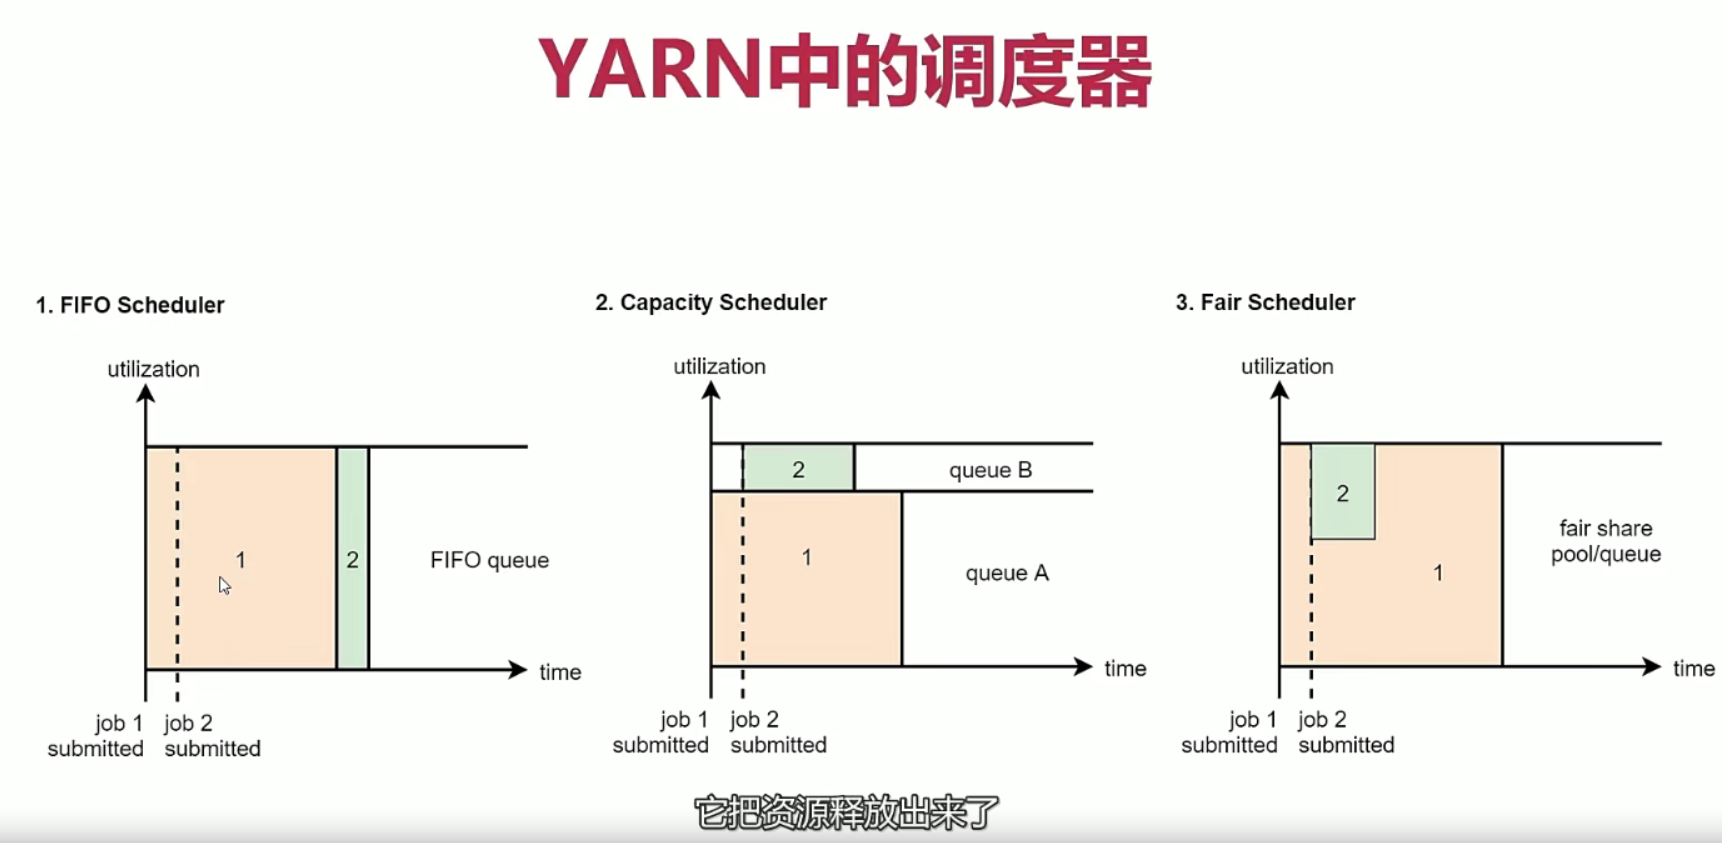 YARN中的调度器
1. FIFO Scheduler
utilization
1
2
FIFO queue
time
job 1
submitted
job 2
submitted
2. Capacity Scheduler
utilization
2
queue B
1
queue A
time
job 1
submitted
job 2
submitted
3. Fair Scheduler
utilization
2
1
fair share
pool/queue
time
job 1
submitted
job 2
submitted
它把资源释放出来了